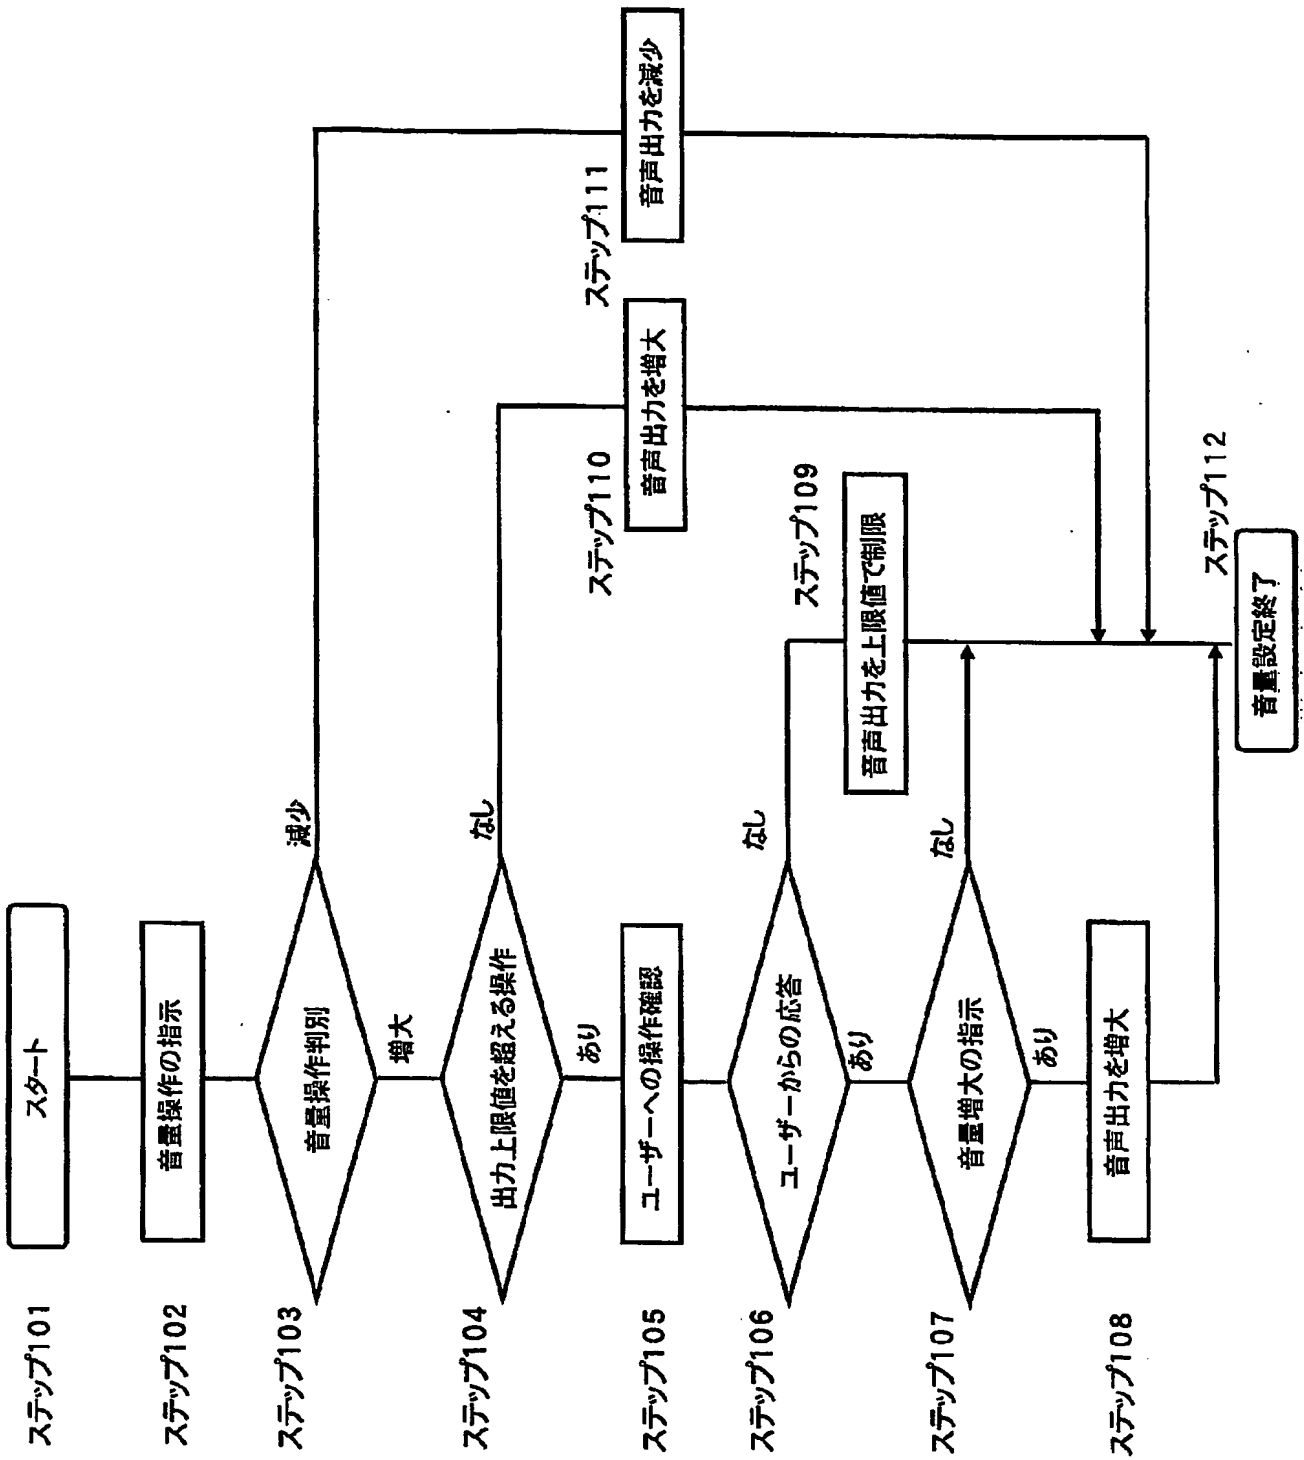 ステップ101
スタート
ステップ102
音量操作の指示
ステップ103
音量操作判別
減少
増大
ステップ104
出力上限値を超える操作
なし
あり
ステップ105
ユーザーへの操作確認
ステップ106
ユーザーからの応答
なし
あり
ステップ107
音量増大の指示
なし
あり
ステップ108
音声出力を増大
ステップ109
音声出力を上限値で制限
ステップ110
音声出力を増大
ステップ111
音声出力を減少
ステップ112
音量設定終了